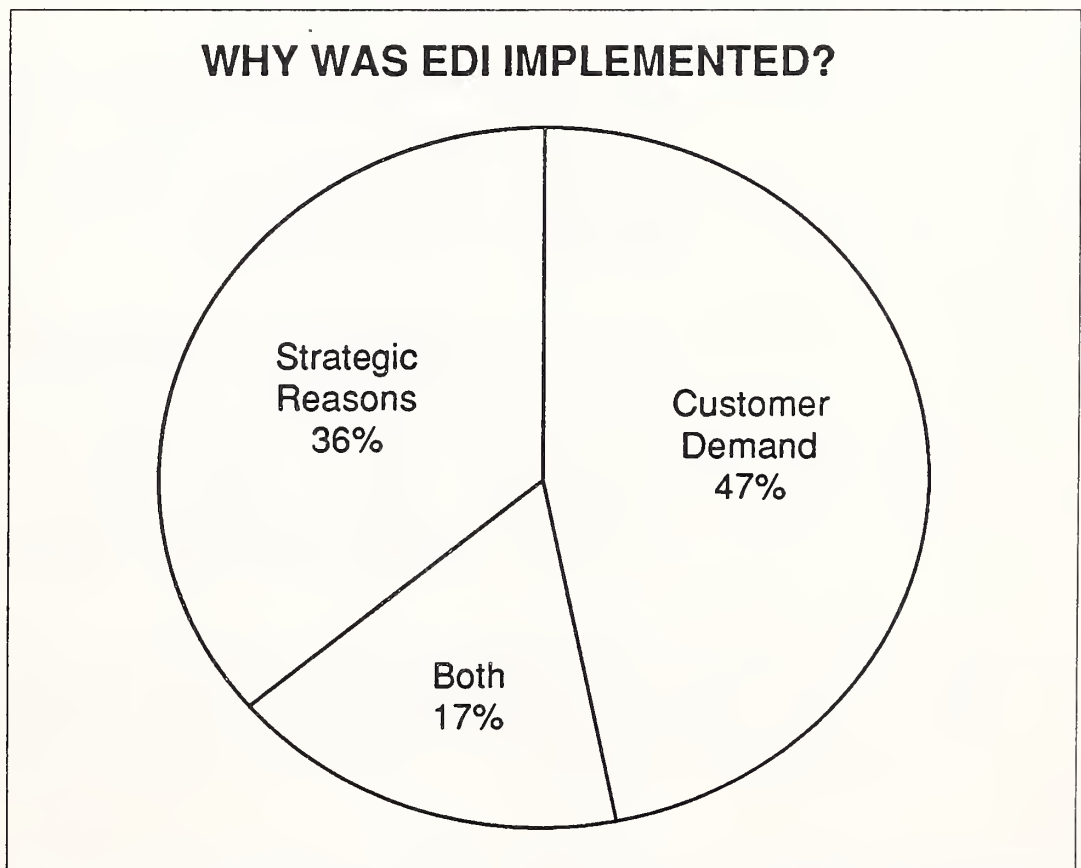 WHY WAS EDI IMPLEMENTED?
Strategic
Reasons
36%
Customer
Demand
47%
Both
17%